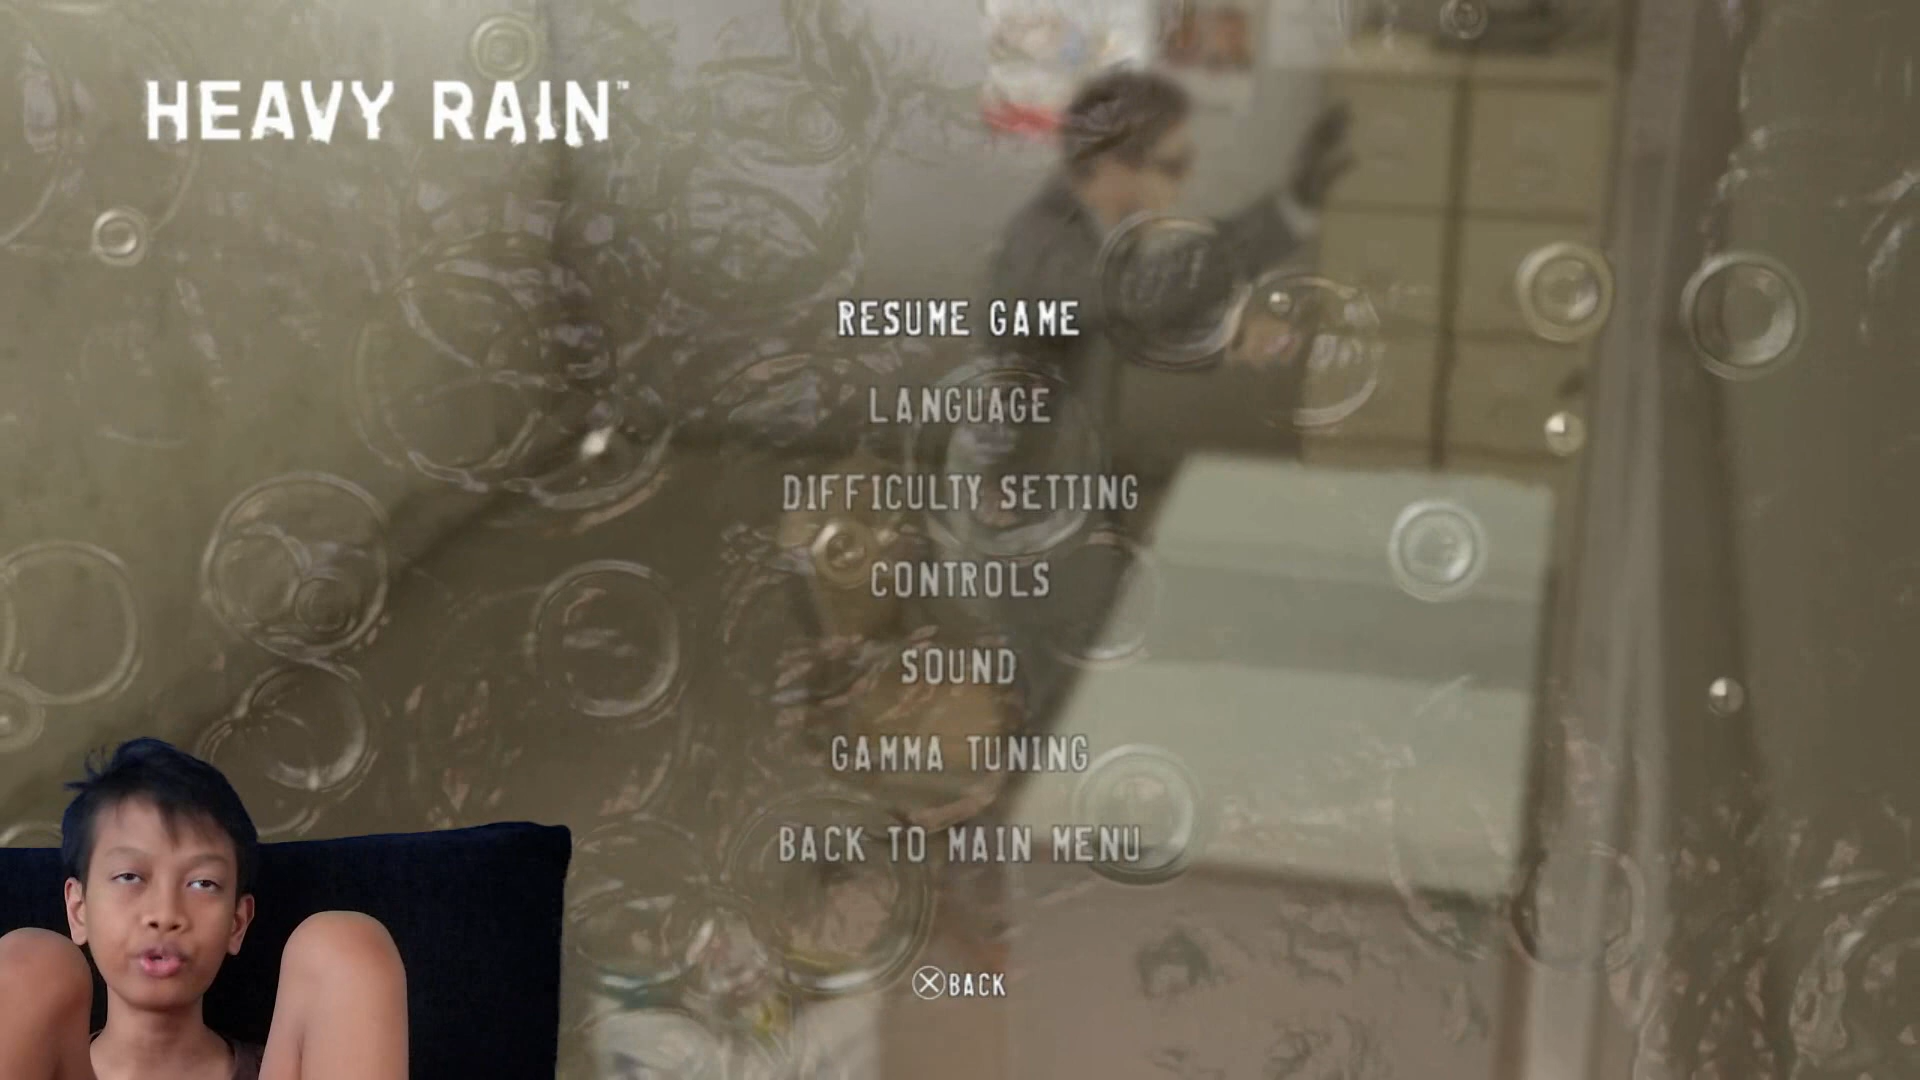 HEAVY RAIN™
RESUME GAME
LANGUAGE
DIFFICULTY SETTING
CONTROLS
SOUND
GAMMA TUNING
BACK TO MAIN MENU
BACK